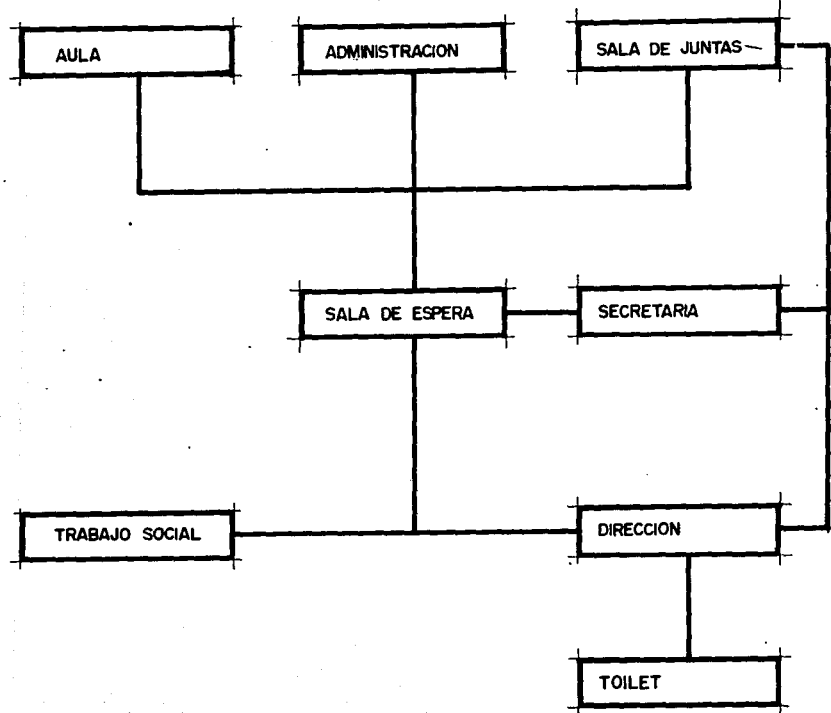 AULA
ADMINISTRACION
SALA DE JUNTAS
SALA DE ESPERA
SECRETARIA
TRABAJO SOCIAL
DIRECCION
TOILET